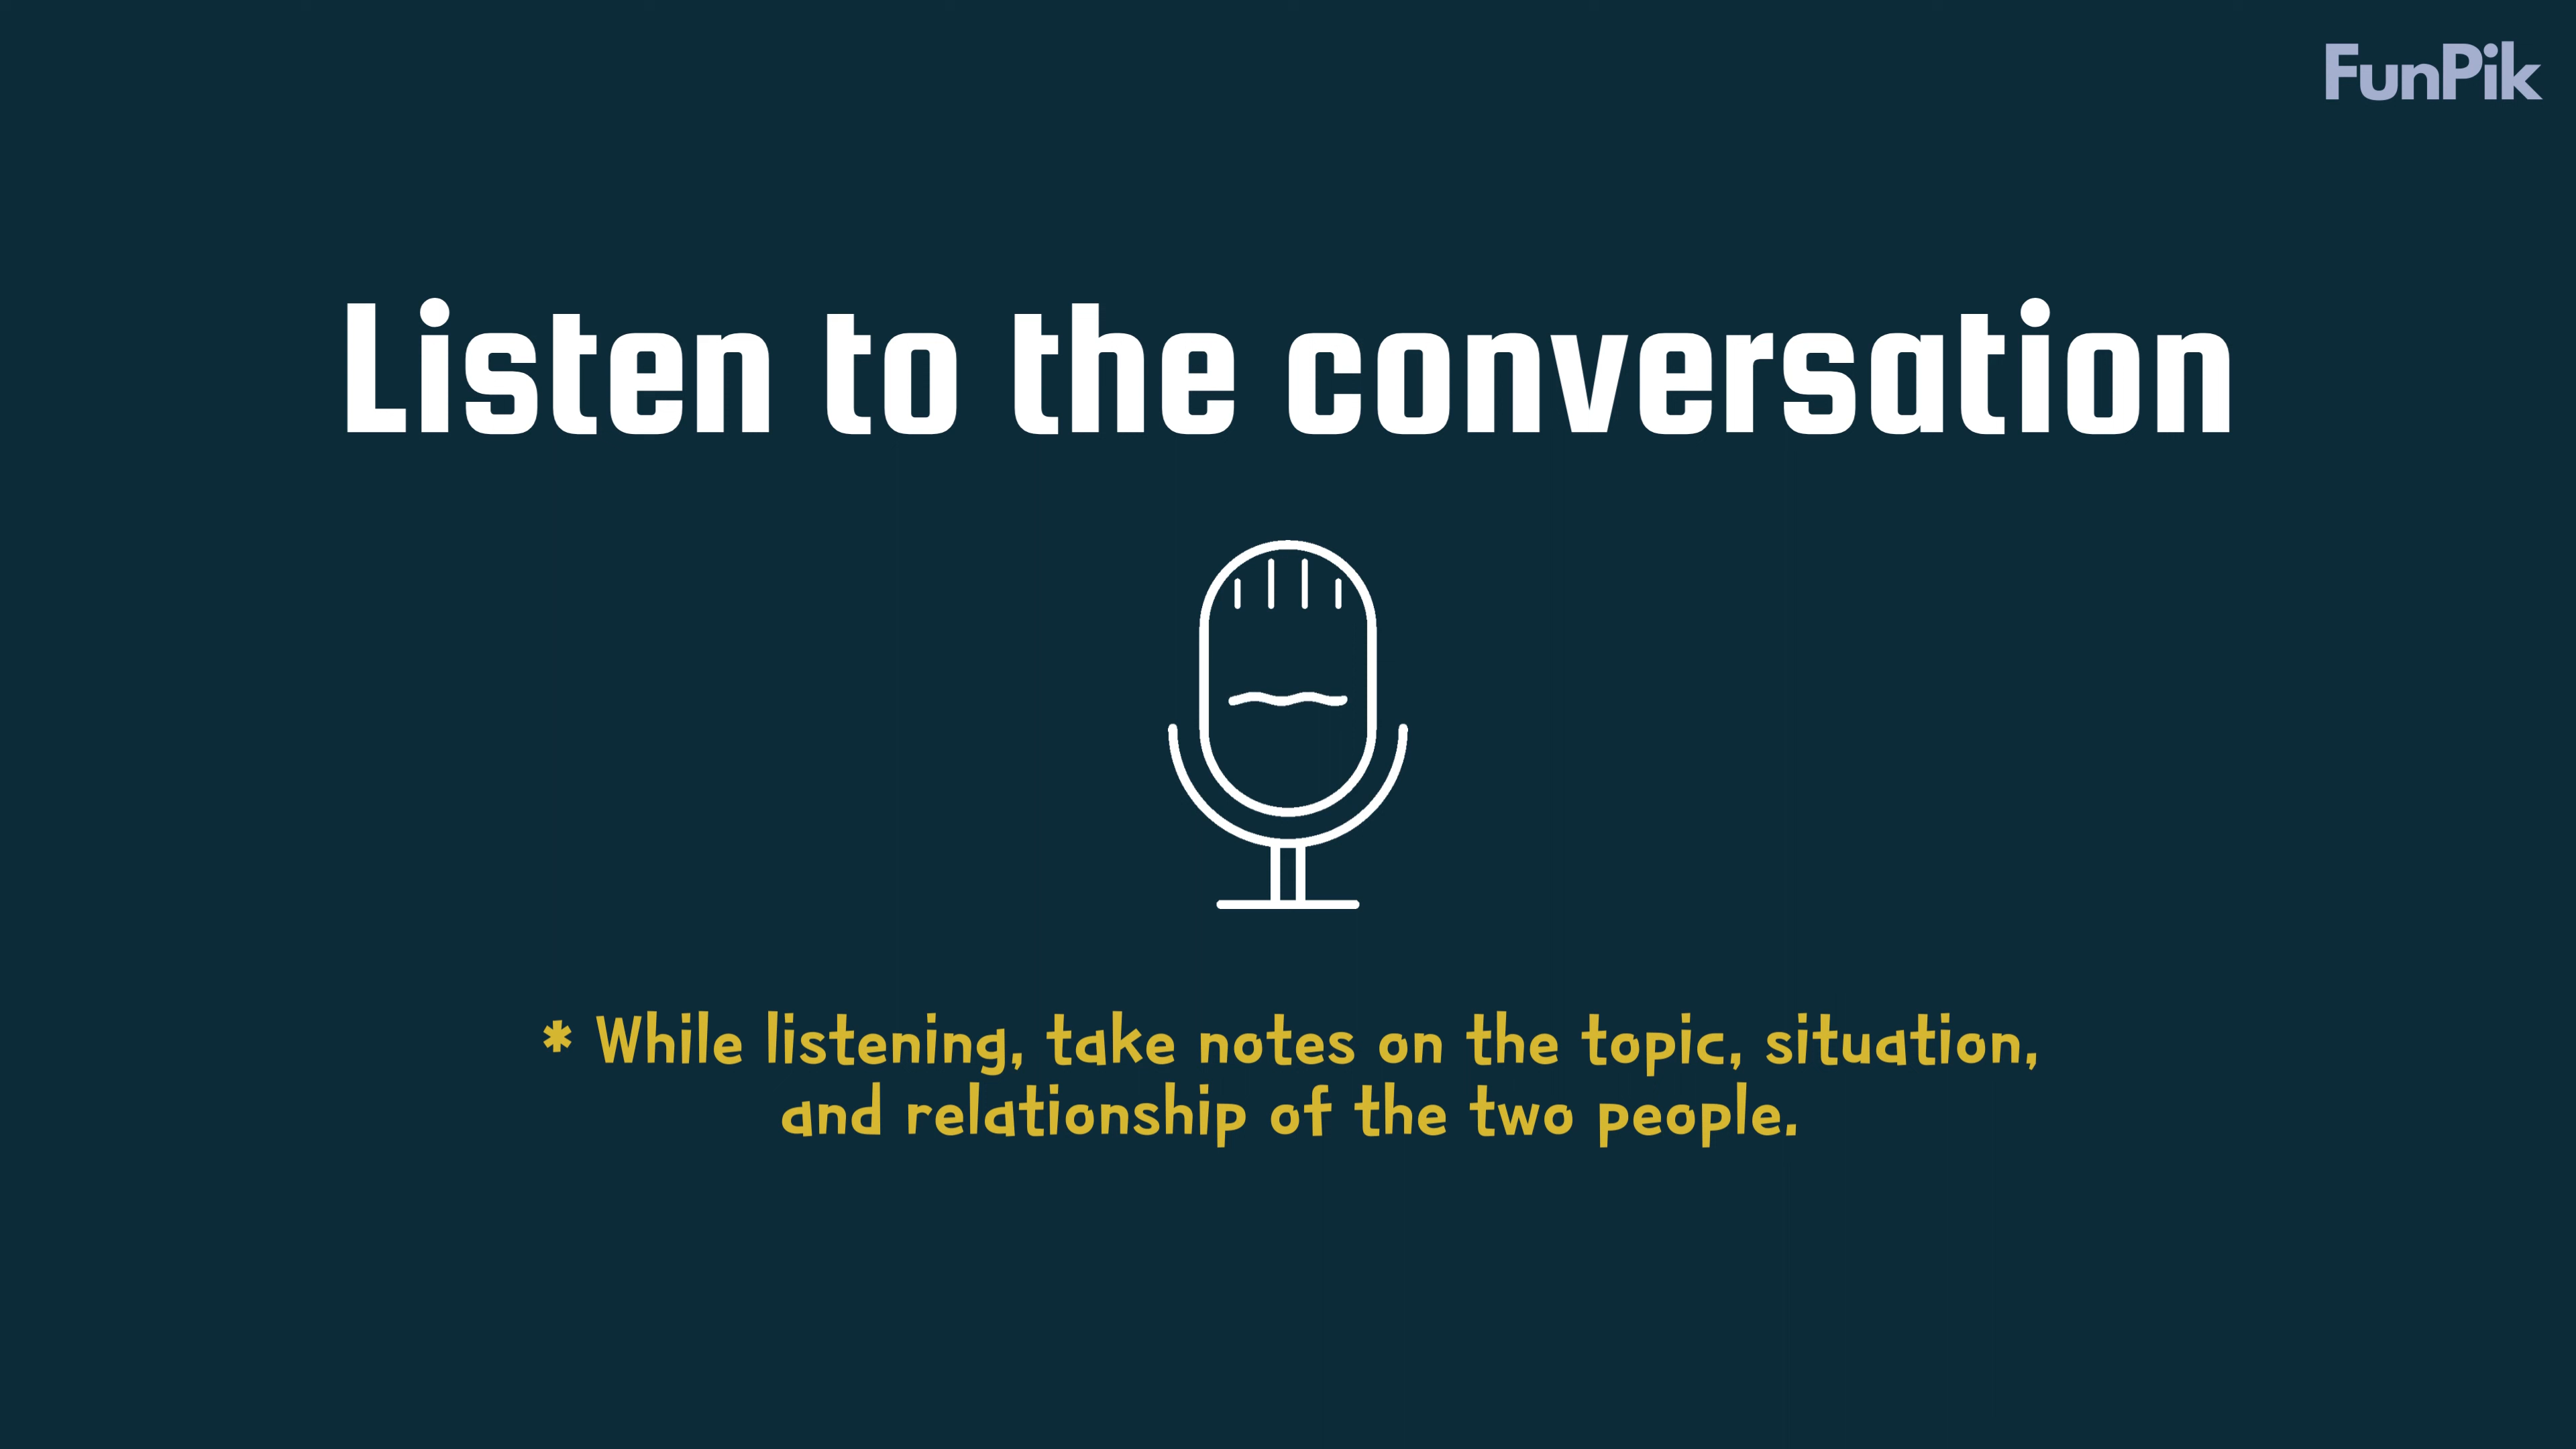 FunPik
Listen to the conversation
* While listening, take notes on the topic, situation,
and relationship of the two people.